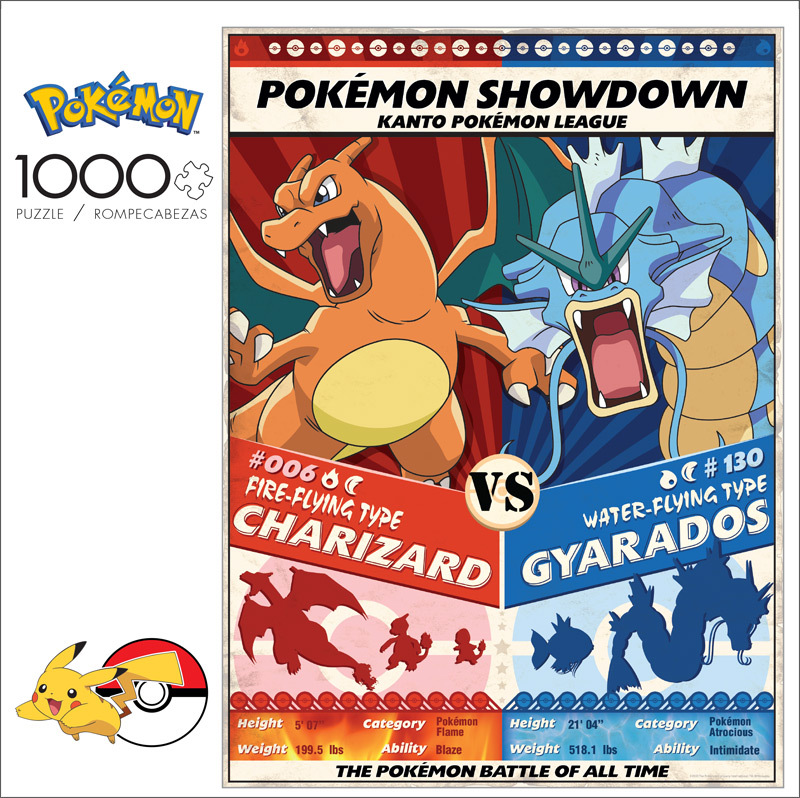 POKéMON
TM
1000
PUZZLE / ROMPECABEZAS
POKÉMON SHOWDOWN
KANTO POKÉMON LEAGUE
#006
FIRE-FLYING TYPE
CHARIZARD
VS
#130
WATER-FLYING TYPE
GYARADOS
Height 5' 07" Category Pokémon Flame
Weight 199.5 lbs Ability Blaze
Height 21' 04" Category Pokémon Atrocious
Weight 518.1 lbs Ability Intimidate
THE POKÉMON BATTLE OF ALL TIME